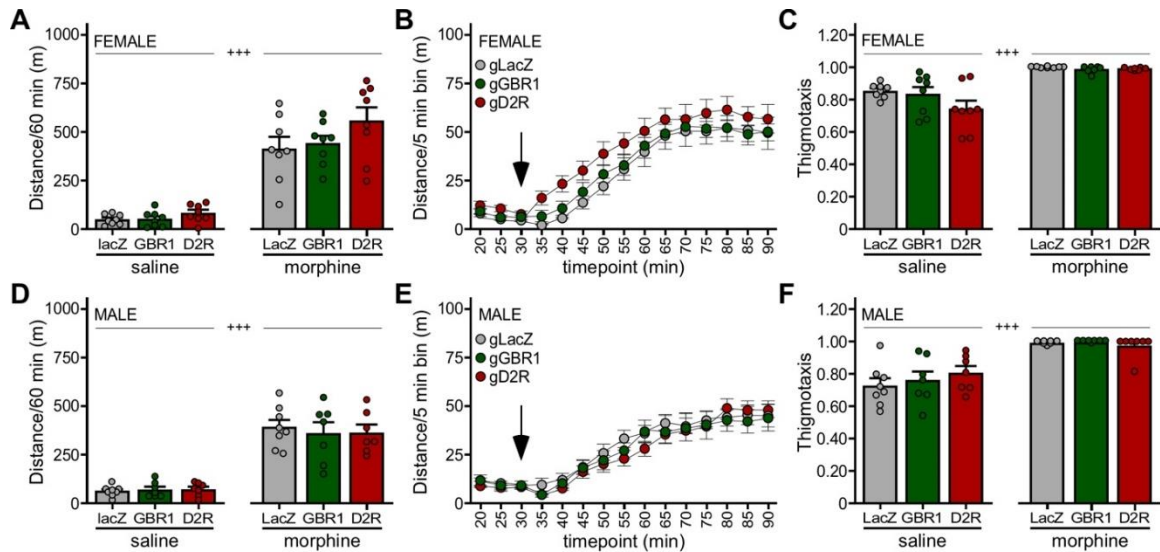 A
FEMALE
+++
Distance/60 min (m)
1000
750
500
250
0
lacZ GBR1 D2R
saline
LacZ GBR1 D2R
morphine
B
FEMALE
gLacZ
gGBR1
gD2R
Distance/5 min bin (m)
100
75
50
25
0
20 25 30 35 40 45 50 55 60 65 70 75 80 85 90
timepoint (min)
C
FEMALE
+++
Thigmotaxis
1.20
1.00
0.80
0.60
0.40
0.20
0
LacZ GBR1 D2R
saline
LacZ GBR1 D2R
morphine
D
MALE
+++
Distance/60 min (m)
1000
750
500
250
0
lacZ GBR1 D2R
saline
LacZ GBR1 D2R
morphine
E
MALE
gLacZ
gGBR1
gD2R
Distance/5 min bin (m)
100
75
50
25
0
20 25 30 35 40 45 50 55 60 65 70 75 80 85 90
timepoint (min)
F
MALE
+++
Thigmotaxis
1.20
1.00
0.80
0.60
0.40
0.20
0
LacZ GBR1 D2R
saline
LacZ GBR1 D2R
morphine